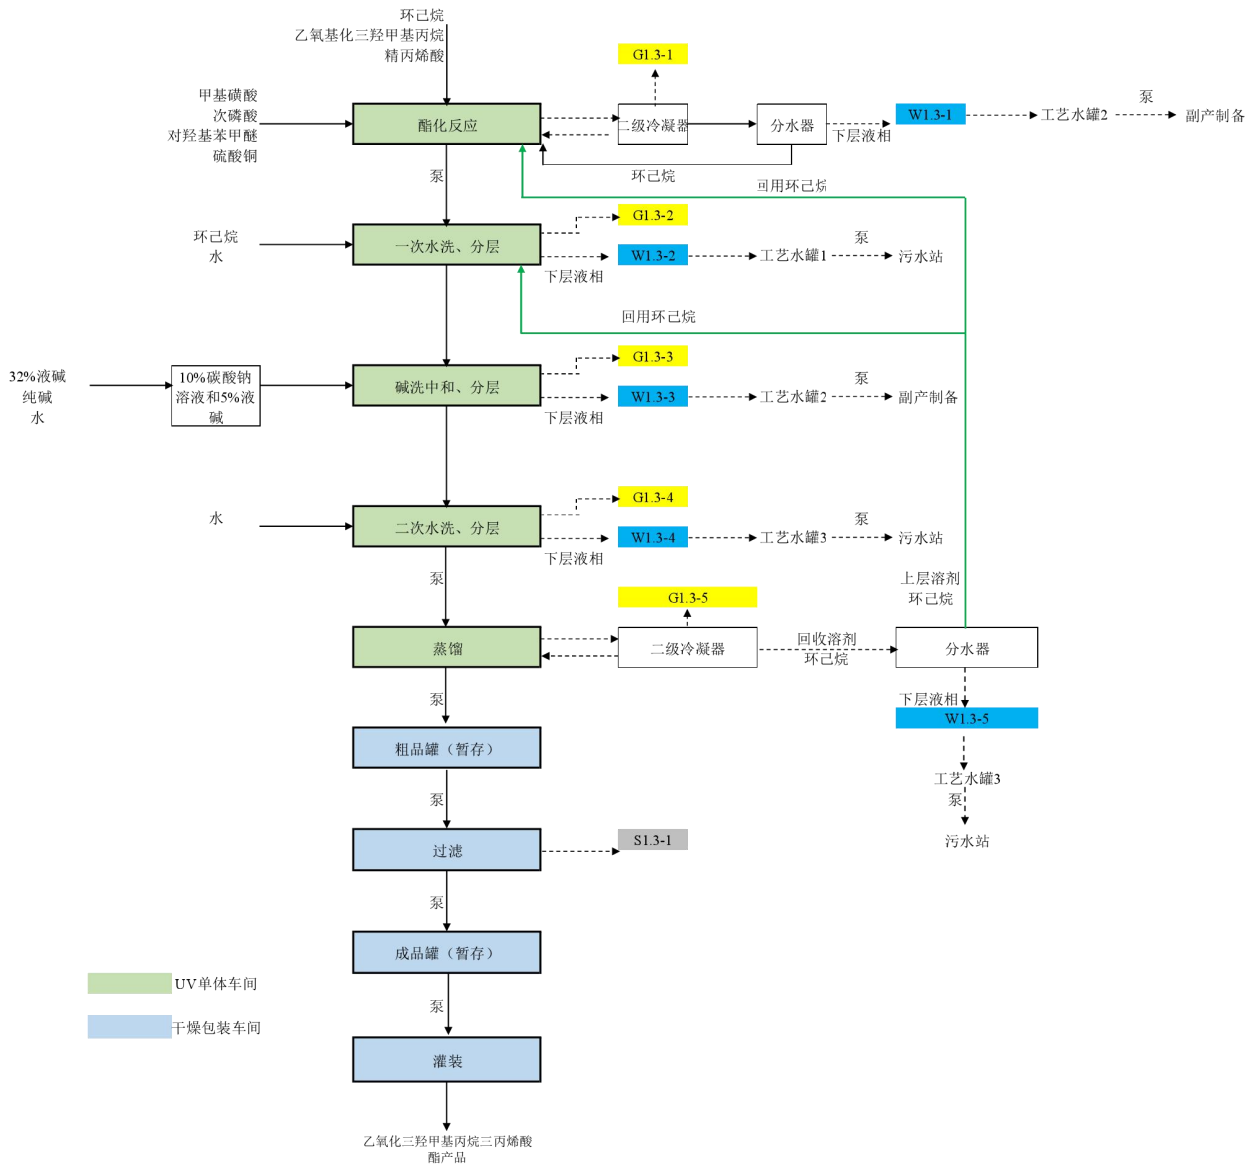 环己烷
乙氧基化三羟甲基丙烷
精丙烯酸
G1.3-1
甲基磺酸
次磷酸
对羟基苯甲醚
硫酸铜
酯化反应
二级冷凝器
分水器
下层液相
W1.3-1
工艺水罐2
泵
副产制备
环己烷
回用环己烷
泵
G1.3-2
环己烷
水
一次水洗、分层
下层液相
W1.3-2
工艺水罐1
泵
污水站
回用环己烷
G1.3-3
32%液碱
纯碱
水
10%碳酸钠
溶液和5%液
碱
碱洗中和、分层
下层液相
W1.3-3
工艺水罐2
泵
副产制备
G1.3-4
水
二次水洗、分层
下层液相
W1.3-4
工艺水罐3
泵
污水站
泵
上层溶剂
环己烷
G1.3-5
蒸馏
二级冷凝器
回收溶剂
环己烷
分水器
泵
下层液相
W1.3-5
粗品罐（暂存）
工艺水罐3
泵
污水站
泵
过滤
S1.3-1
泵
成品罐（暂存）
UV单体车间
泵
干燥包装车间
灌装
乙氧化三羟甲基丙烷三丙烯酸
酯产品